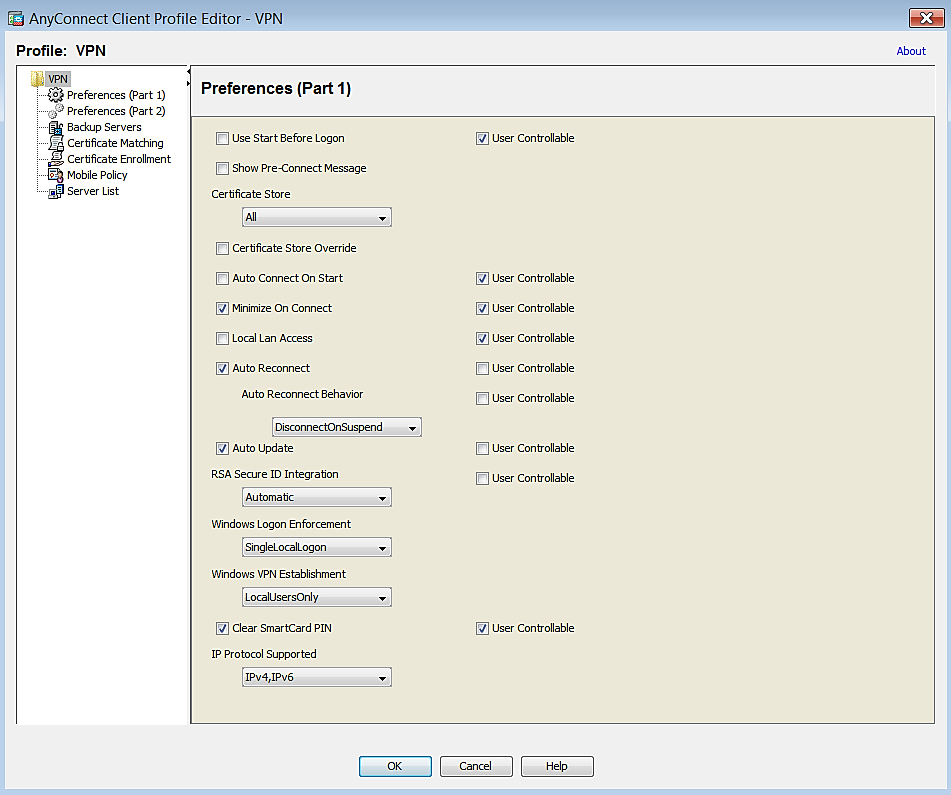 AnyConnect Client Profile Editor - VPN
Profile: VPN
About
VPN
Preferences (Part 1)
Preferences (Part 2)
Backup Servers
Certificate Matching
Certificate Enrollment
Mobile Policy
Server List
Preferences (Part 1)
Use Start Before Logon
User Controllable
Show Pre-Connect Message
Certificate Store
All
Certificate Store Override
Auto Connect On Start
User Controllable
Minimize On Connect
User Controllable
Local Lan Access
User Controllable
Auto Reconnect
User Controllable
Auto Reconnect Behavior
User Controllable
DisconnectOnSuspend
Auto Update
User Controllable
RSA Secure ID Integration
User Controllable
Automatic
Windows Logon Enforcement
SingleLocalLogon
Windows VPN Establishment
LocalUsersOnly
Clear SmartCard PIN
User Controllable
IP Protocol Supported
IPv4,IPv6
OK
Cancel
Help